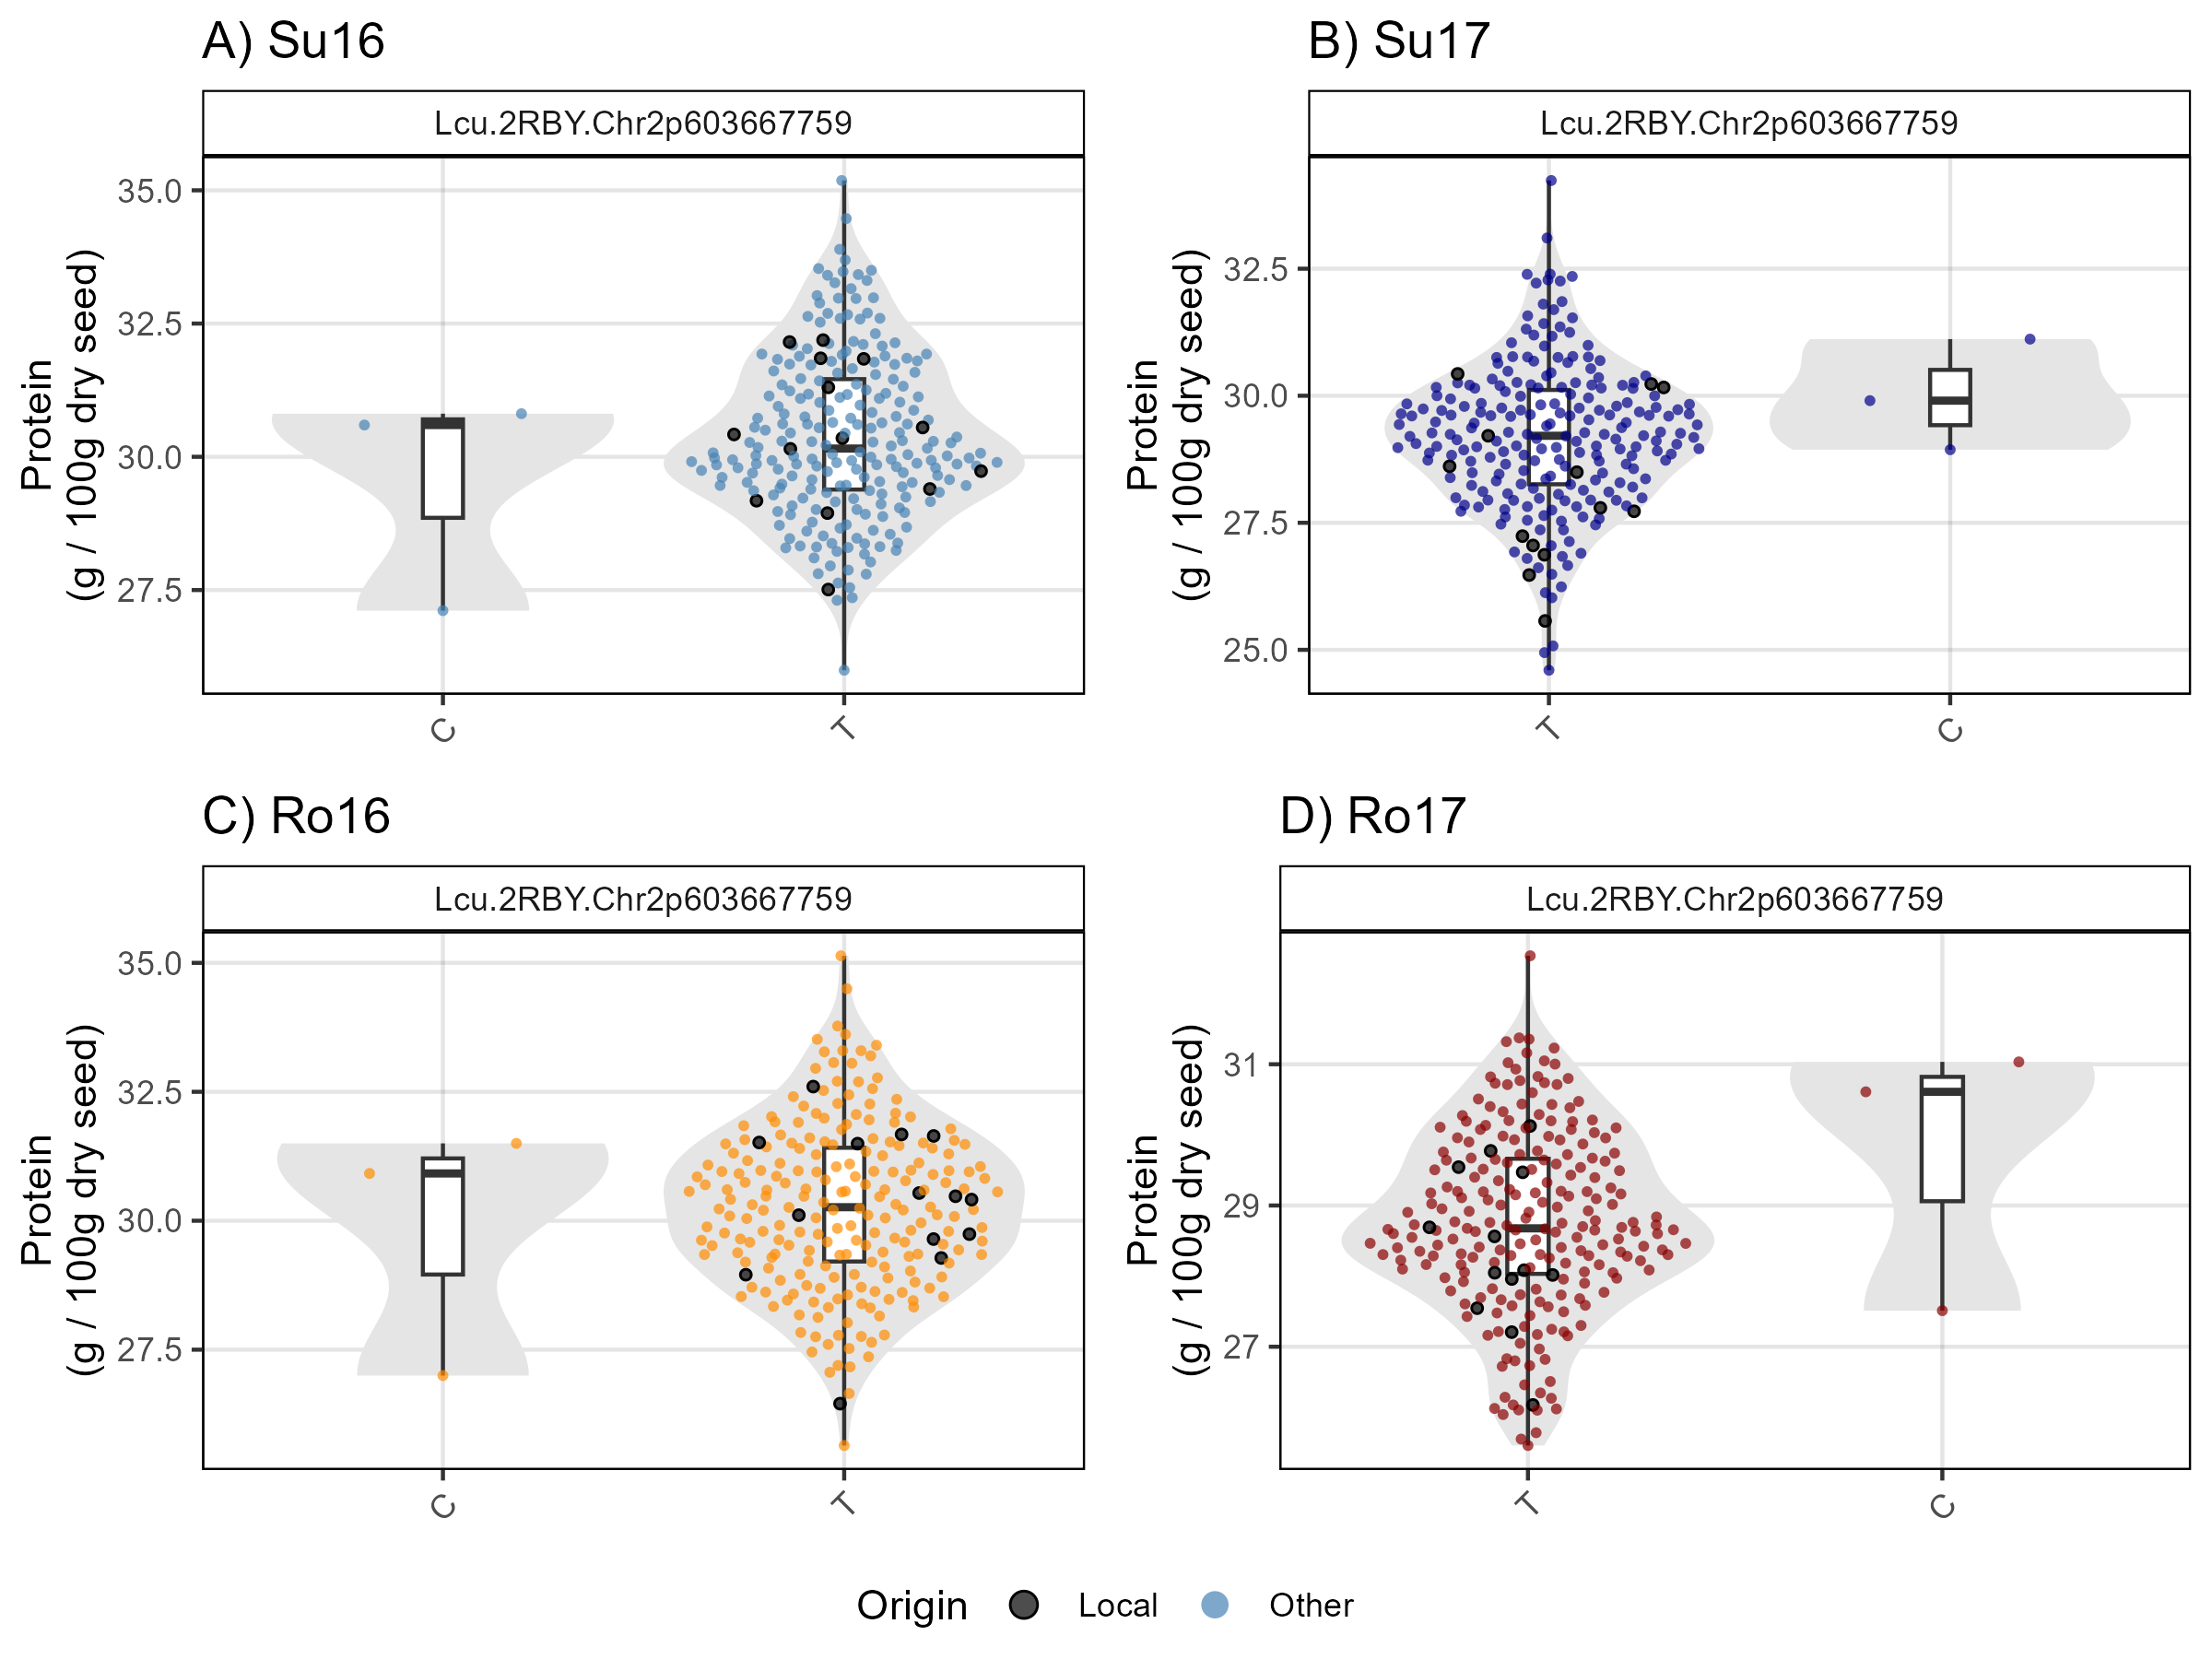 A) Su16
Lcu.2RBY.Chr2p603667759
Protein
(g / 100g dry seed)
35.0
32.5
30.0
27.5
C
T
B) Su17
Lcu.2RBY.Chr2p603667759
Protein
(g / 100g dry seed)
32.5
30.0
27.5
25.0
T
C
C) Ro16
Lcu.2RBY.Chr2p603667759
Protein
(g / 100g dry seed)
35.0
32.5
30.0
27.5
C
T
D) Ro17
Lcu.2RBY.Chr2p603667759
Protein
(g / 100g dry seed)
31
29
27
T
C
Origin Local Other